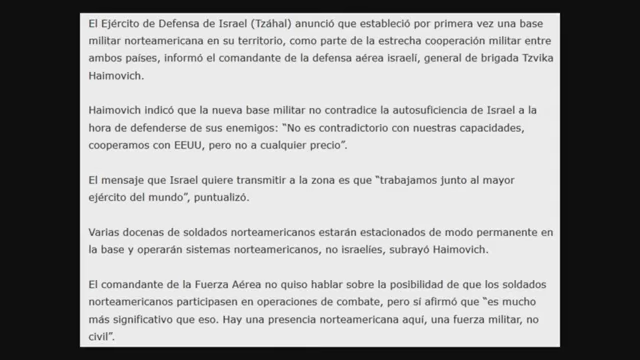 El Ejército de Defensa de Israel (Tzáhal) anunció que estableció por primera vez una base
militar norteamericana en su territorio, como parte de la estrecha cooperación militar entre
ambos países, informó el comandante de la defensa aérea israelí, general de brigada Tzvika
Haimovich.
Haimovich indicó que la nueva base militar no contradice la autosuficiencia de Israel a la
hora de defenderse de sus enemigos: “No es contradictorio con nuestras capacidades,
cooperamos con EEUU, pero no a cualquier precio”.
El mensaje que Israel quiere transmitir a la zona es que “trabajamos junto al mayor
ejército del mundo”, puntualizó.
Varias docenas de soldados norteamericanos estarán estacionados de modo permanente en
la base y operarán sistemas norteamericanos, no israelíes, subrayó Haimovich.
El comandante de la Fuerza Aérea no quiso hablar sobre la posibilidad de que los soldados
norteamericanos participasen en operaciones de combate, pero si afirmó que “es mucho
más significativo que eso. Hay una presencia norteamericana aquí, una fuerza militar, no
civil”.